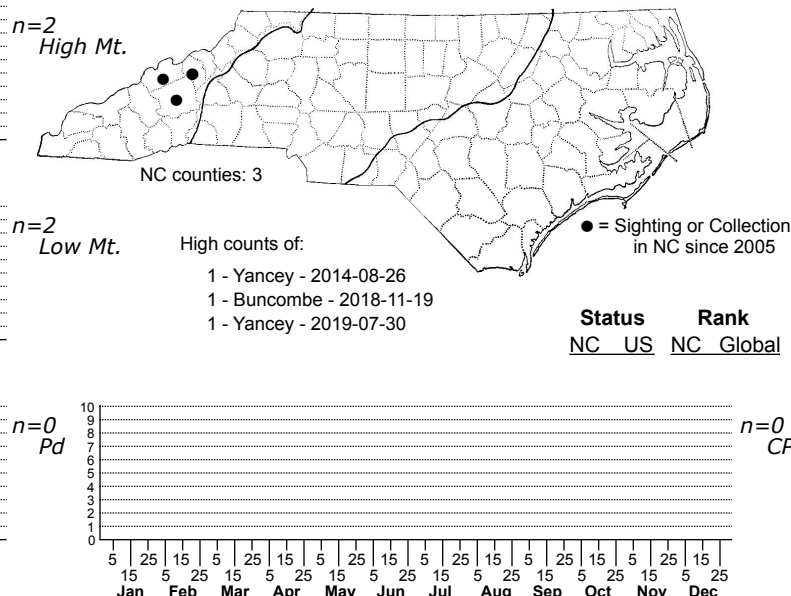 n=2
High Mt.
NC counties: 3
n=2
Low Mt.
High counts of:
1 - Yancey - 2014-08-26
1 - Buncombe - 2018-11-19
1 - Yancey - 2019-07-30
● = Sighting or Collection
in NC since 2005
Status Rank
NC US NC Global
n=0
Pd
10
9
8
7
6
5
4
3
2
1
0
n=0
CP
5 25 15 5 25 15 5 25 15 5 25 15 5 25 15 5 25 15
15 5 25 15 5 25 15 5 25 15 5 25 15 5 25 15 5 25
Jan Feb Mar Apr May Jun Jul Aug Sep Oct Nov Dec